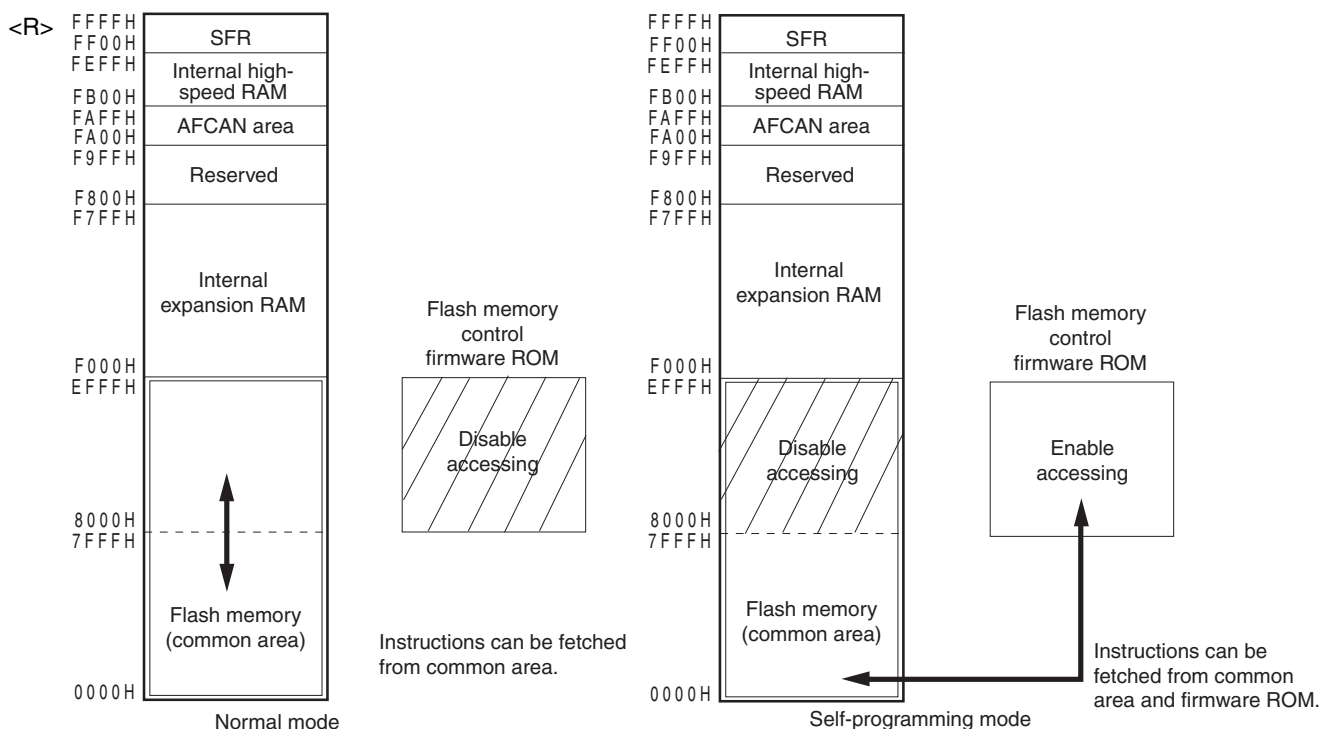 <R>
FFFFH
FF00H
FEFFH
FB00H
FAFFH
FA00H
F9FFH
F800H
F7FFH
F000H
EFFFH
8000H
7FFFH
0000H
SFR
Internal high-
speed RAM
AFCAN area
Reserved
Internal
expansion RAM
Flash memory
(common area)
Normal mode
Flash memory
control
firmware ROM
Disable
accessing
Instructions can be fetched
from common area.
FFFFH
FF00H
FEFFH
FB00H
FAFFH
FA00H
F9FFH
F800H
F7FFH
F000H
EFFFH
8000H
7FFFH
0000H
SFR
Internal high-
speed RAM
AFCAN area
Reserved
Internal
expansion RAM
Disable
accessing
Flash memory
(common area)
Self-programming mode
Flash memory
control
firmware ROM
Enable
accessing
Instructions can be
fetched from common
area and firmware ROM.